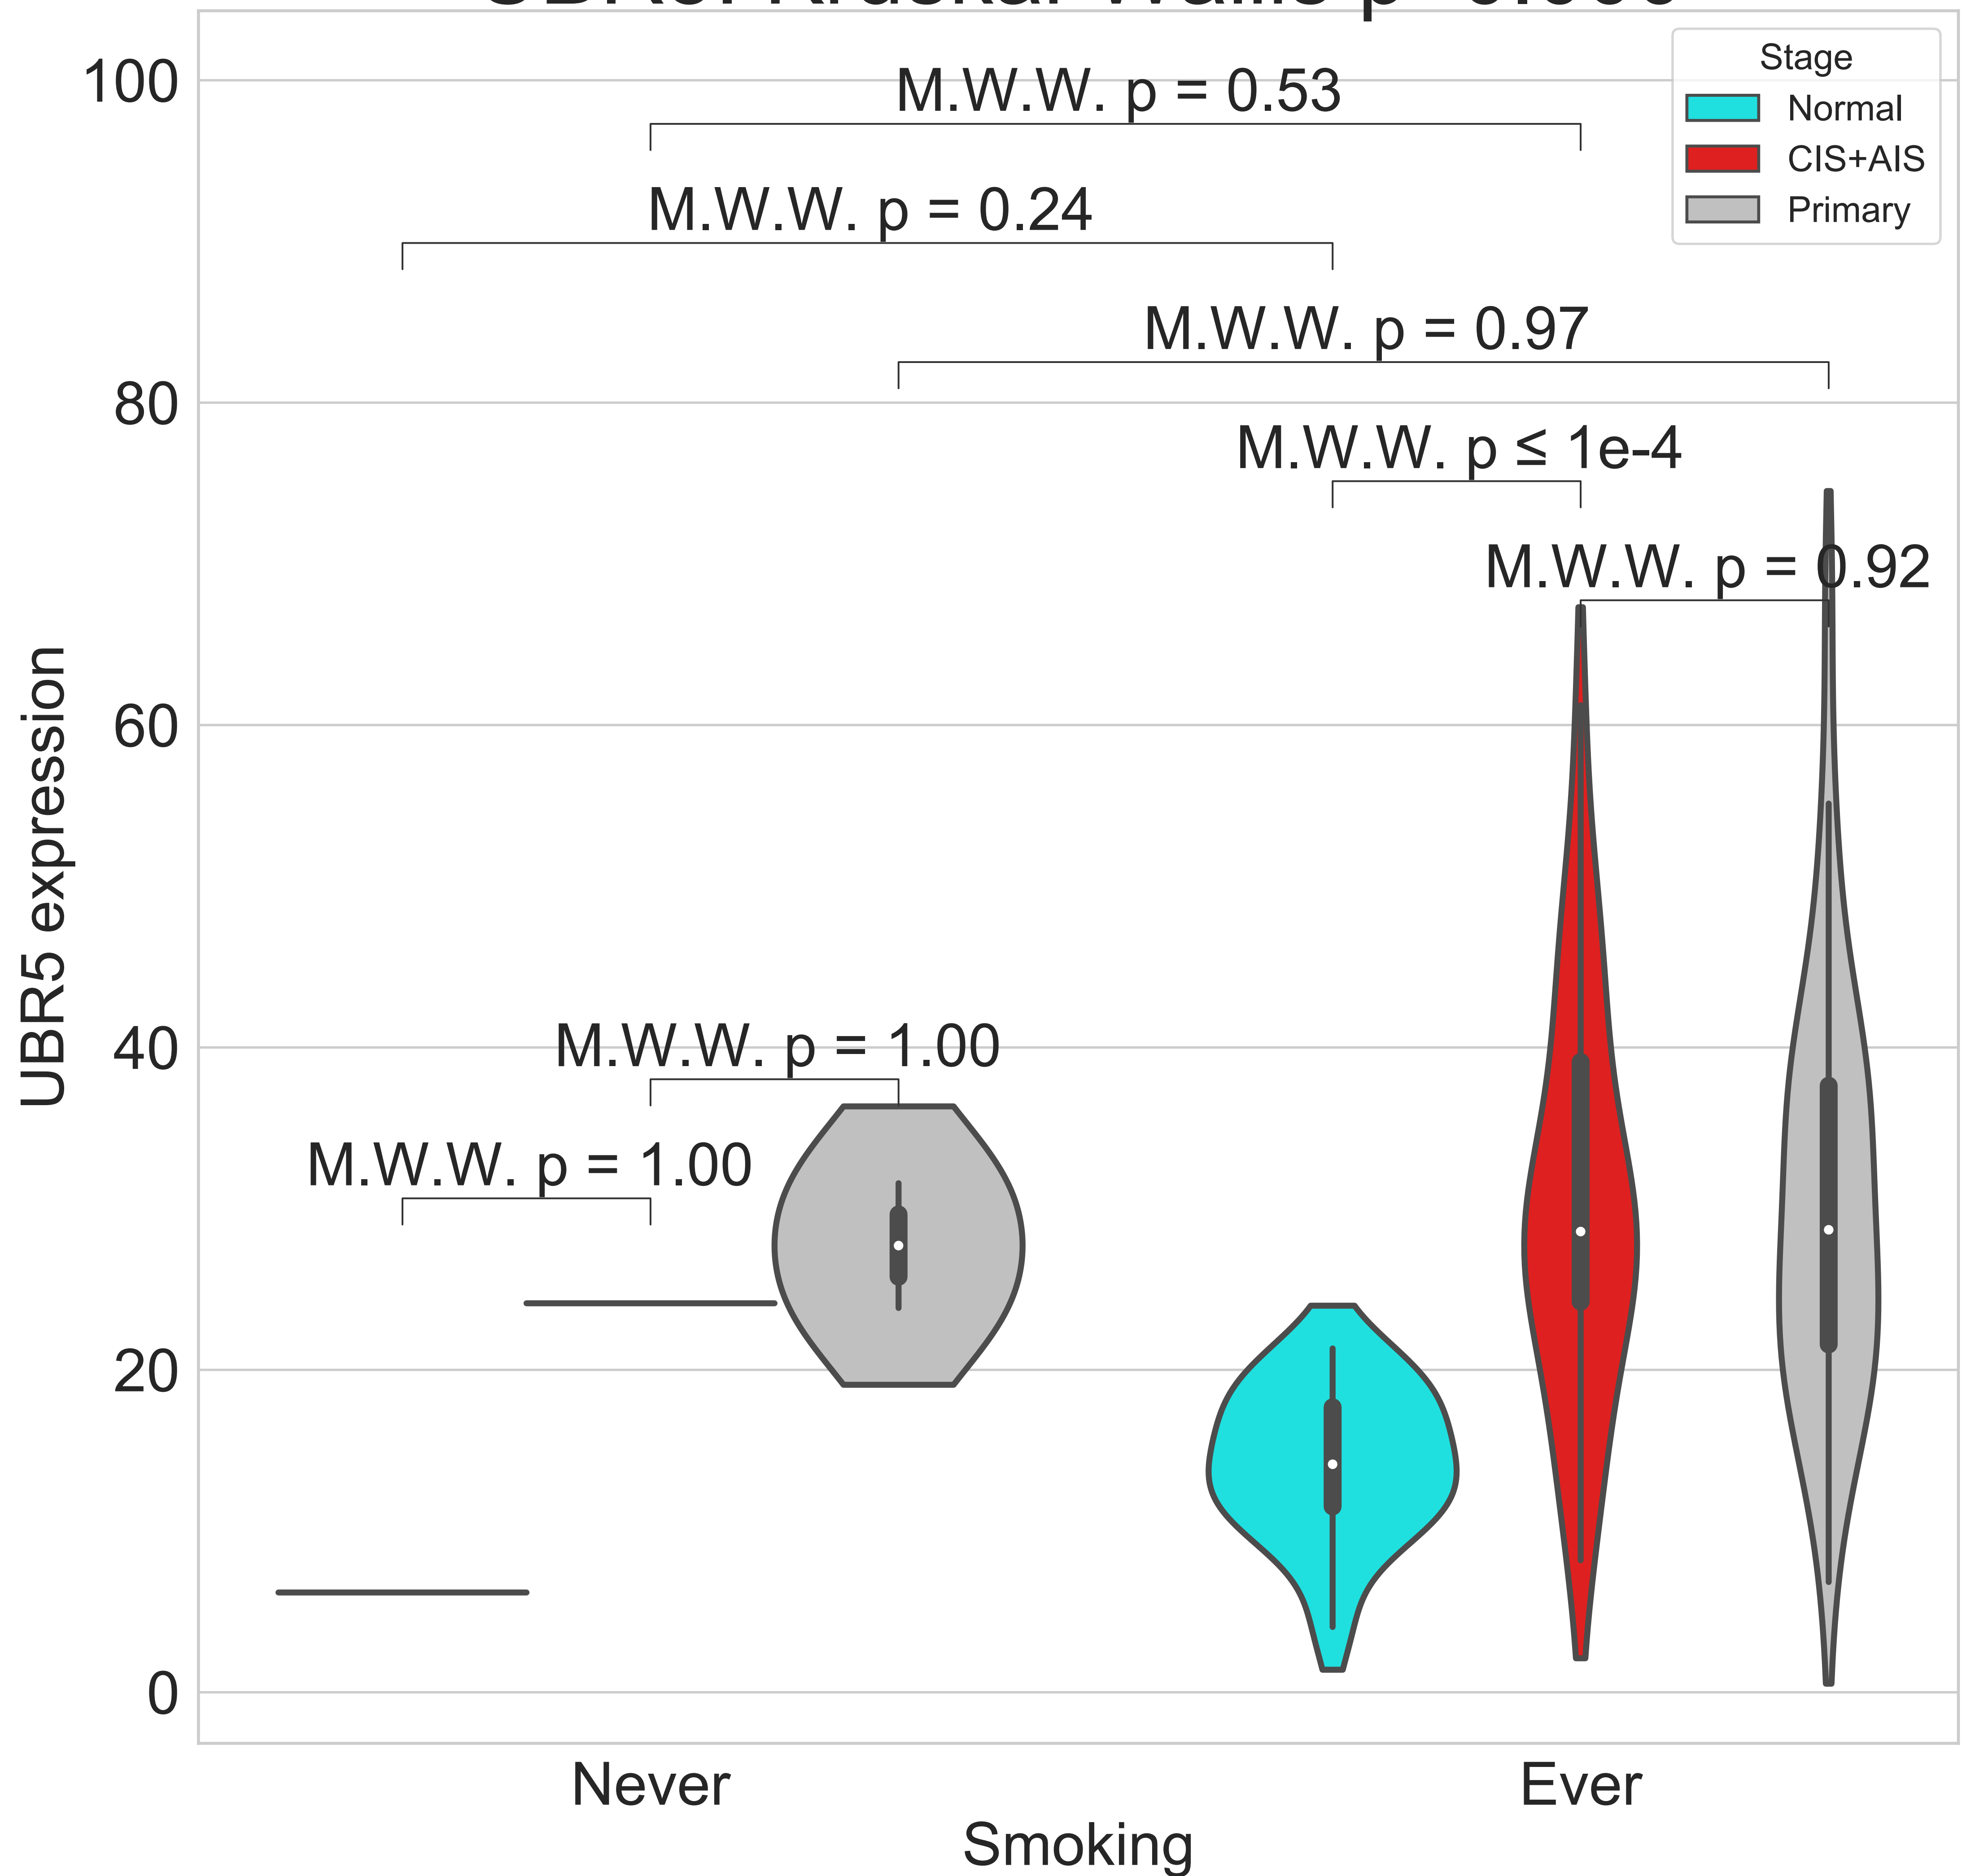 Stage
Normal
CIS+AIS
Primary
M.W.W. p = 0.53
M.W.W. p = 0.24
M.W.W. p = 0.97
M.W.W. p ≤ 1e-4
M.W.W. p = 0.92
M.W.W. p = 1.00
M.W.W. p = 1.00
100
80
60
40
20
0
UBR5 expression
Never
Ever
Smoking